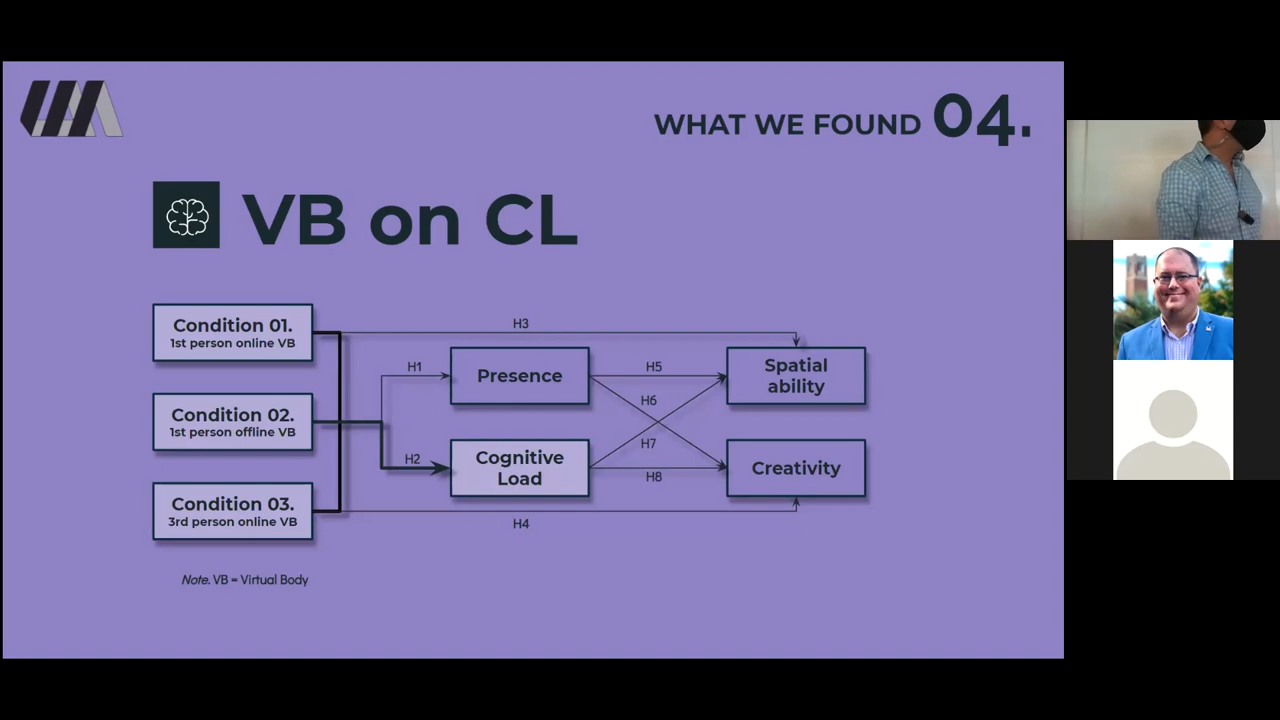 WHAT WE FOUND 04.
VB on CL
Condition 01.
1st person online VB
Condition 02.
1st person offline VB
Condition 03.
3rd person online VB
H3
H1
Presence
H5
Spatial
ability
H6
H2
Cognitive
Load
H7
H8
Creativity
H4
Note. VB = Virtual Body